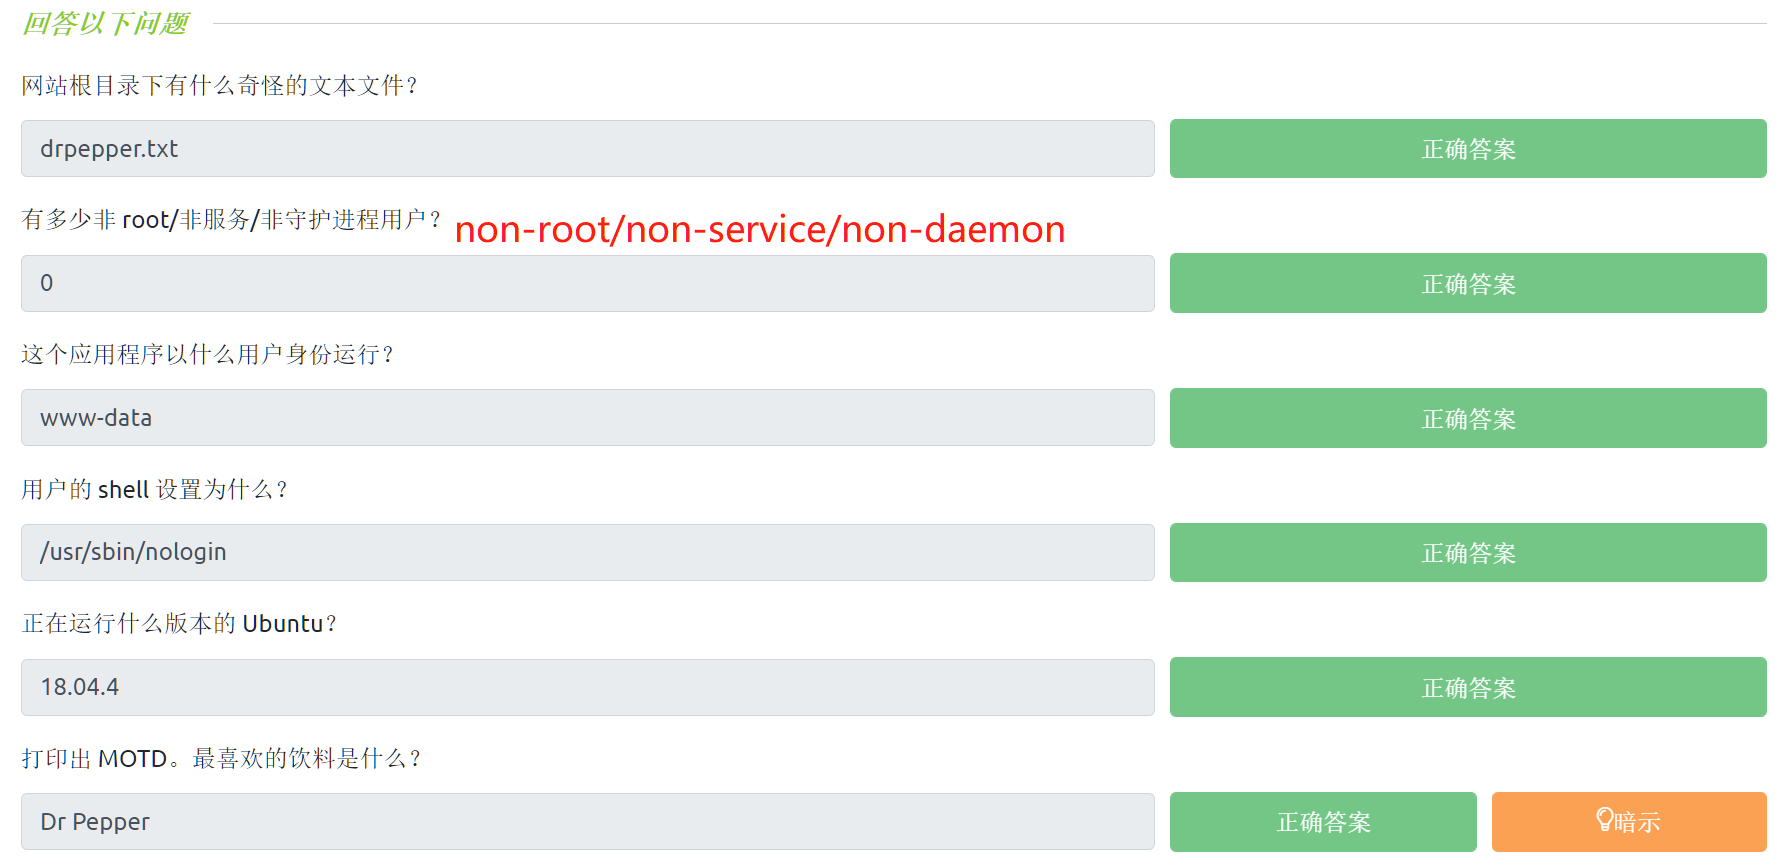 回答以下问题
网站根目录下有什么奇怪的文本文件？
drpepper.txt
正确答案
有多少非 root/非服务/非守护进程用户？
non-root/non-service/non-daemon
0
正确答案
这个应用程序以什么用户身份运行？
www-data
正确答案
用户的 shell 设置为什么？
/usr/sbin/nologin
正确答案
正在运行什么版本的 Ubuntu？
18.04.4
正确答案
打印出 MOTD。最喜欢的饮料是什么？
Dr Pepper
正确答案
暗示